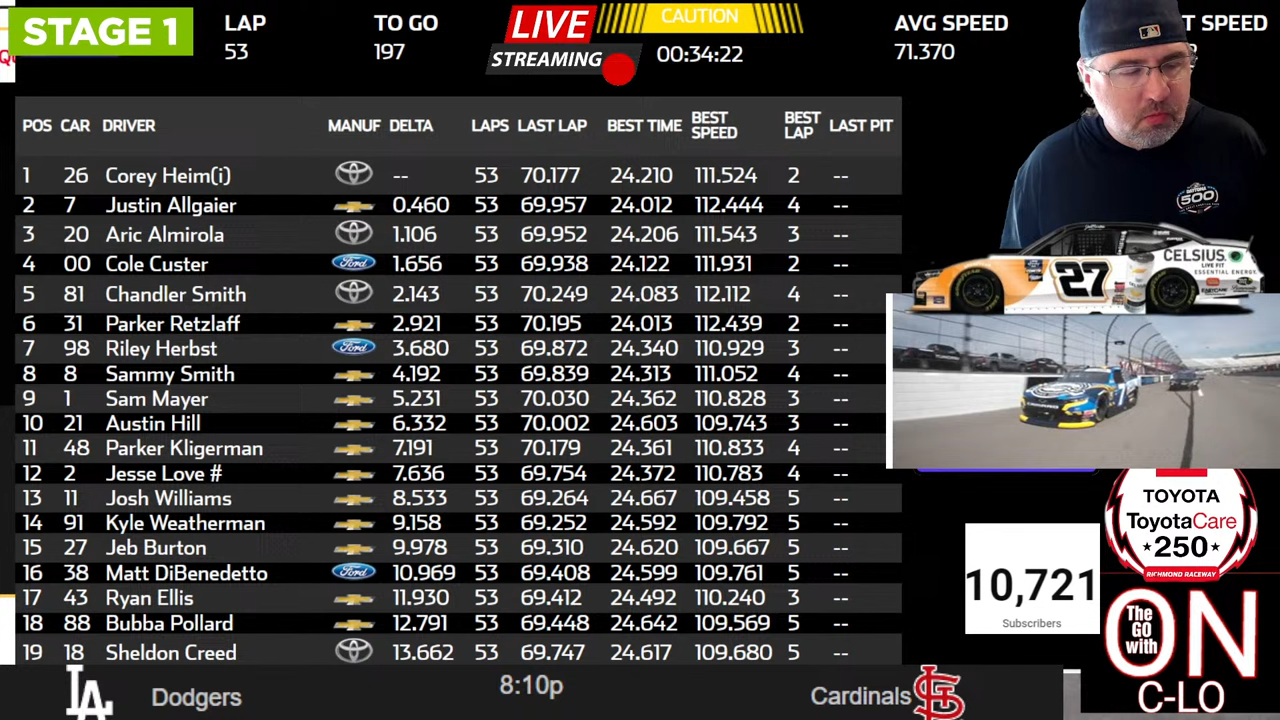 STAGE 1
LAP
53
TO GO
197
LIVE
STREAMING
CAUTION
00:34:22
AVG SPEED
71.370
T SPEED
POS CAR DRIVER MANUF DELTA LAPS LAST LAP BEST TIME BEST SPEED BEST LAP LAST PIT
1 26 Corey Heim(i) -- 53 70.177 24.210 111.524 2 --
2 7 Justin Allgaier 0.460 53 69.957 24.012 112.444 4 --
3 20 Aric Almirola 1.106 53 69.952 24.206 111.543 3 --
4 00 Cole Custer Ford 1.656 53 69.938 24.122 111.931 2 --
5 81 Chandler Smith 2.143 53 70.249 24.083 112.112 4 --
6 31 Parker Retzlaff 2.921 53 70.195 24.013 112.439 2 --
7 98 Riley Herbst Ford 3.680 53 69.872 24.340 110.929 3 --
8 8 Sammy Smith 4.192 53 69.839 24.313 111.052 4 --
9 1 Sam Mayer 5.231 53 70.030 24.362 110.828 3 --
10 21 Austin Hill 6.332 53 70.002 24.603 109.743 3 --
11 48 Parker Kligerman 7.191 53 70.179 24.361 110.833 4 --
12 2 Jesse Love # 7.636 53 69.754 24.372 110.783 4 --
13 11 Josh Williams 8.533 53 69.264 24.667 109.458 5 --
14 91 Kyle Weatherman 9.158 53 69.252 24.592 109.792 5 --
15 27 Jeb Burton 9.978 53 69.310 24.620 109.667 5 --
16 38 Matt DiBenedetto Ford 10.969 53 69.408 24.599 109.761 5 --
17 43 Ryan Ellis 11.930 53 69.412 24.492 110.240 3 --
18 88 Bubba Pollard 12.791 53 69.448 24.642 109.569 5 --
19 18 Sheldon Creed 13.662 53 69.747 24.617 109.680 5 --
DAYTONA
500
27
CELSIUS
LIVE FIT
ESSENTIAL ENERGY
7
TOYOTA
ToyotaCare
250
RICHMOND RACEWAY
10,721
Subscribers
The
GO
with
ON
C-LO
LA
Dodgers
8:10p
Cardinals
STL